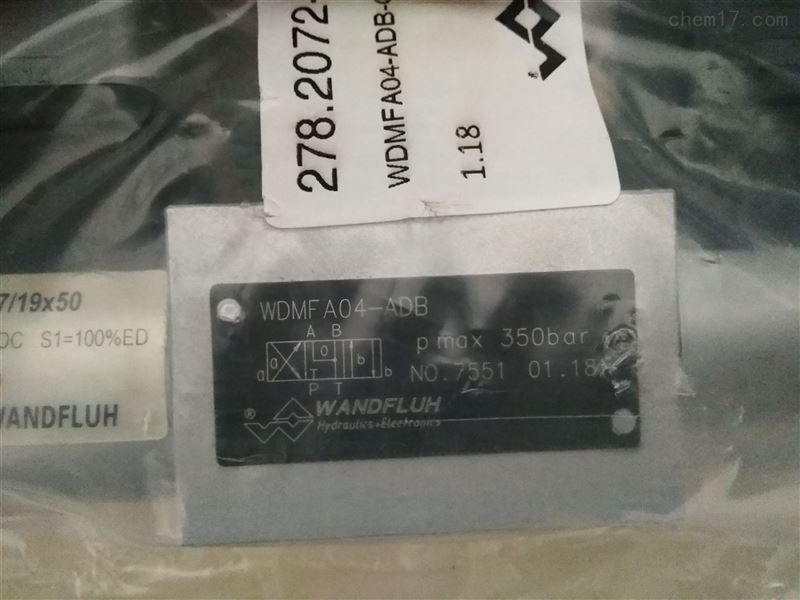 chem17.com
278.2072-
WDMFA04-ADB-
1.18
7/19x50
DC S1=100%ED
WANDFLUH
WDMFA04-ADB
A B
a 0 b
a b
T
P T
p max 350bar
NO.7551 01.18
® WANDFLUH
Hydraulics+Electronics
®